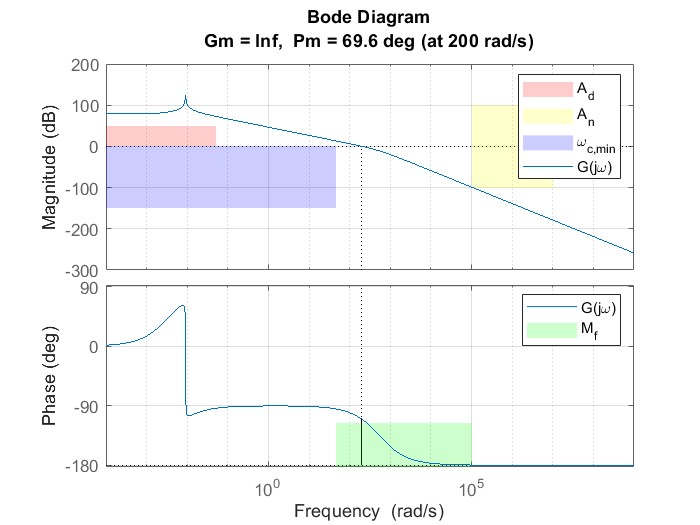 Bode Diagram
Gm = Inf,  Pm = 69.6 deg (at 200 rad/s)
200
100
0
-100
-200
-300
Magnitude (dB)
A_d
A_n
ω_c,min
G(jω)
90
0
-90
-180
Phase (deg)
G(jω)
M_f
10^0
10^5
Frequency  (rad/s)